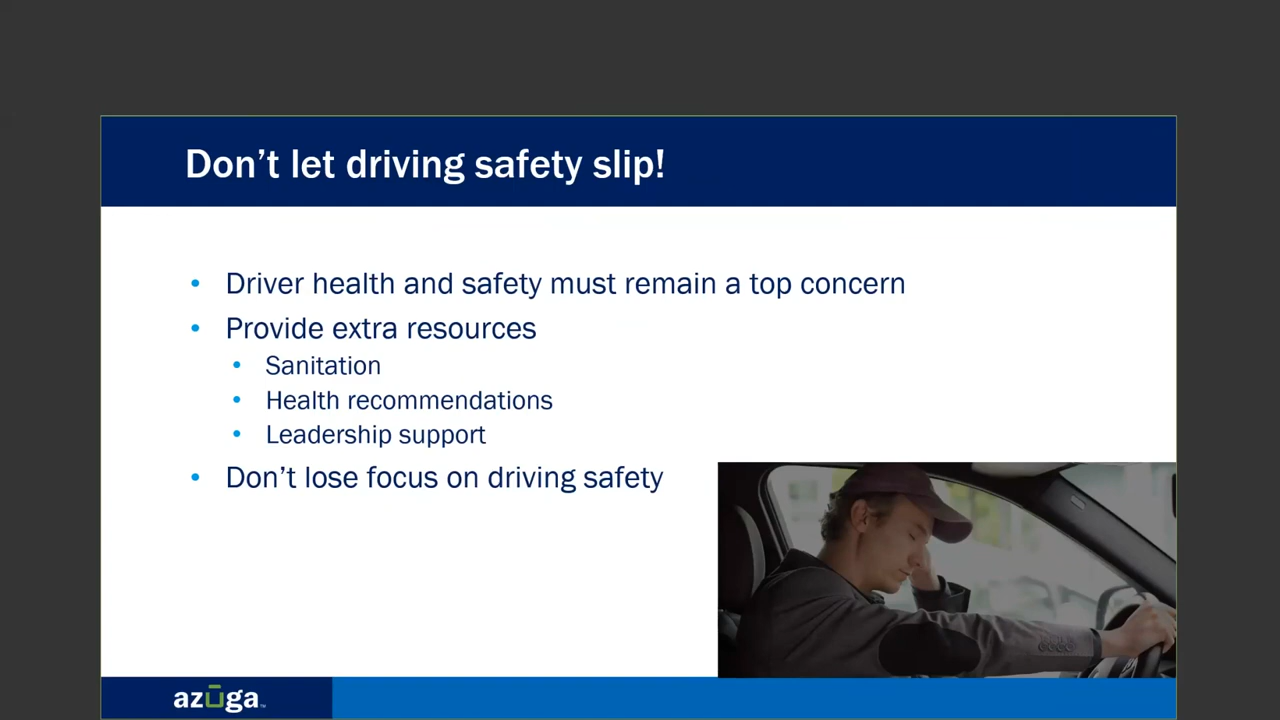 Don't let driving safety slip!
• Driver health and safety must remain a top concern
• Provide extra resources
• Sanitation
• Health recommendations
• Leadership support
• Don't lose focus on driving safety
azūga™